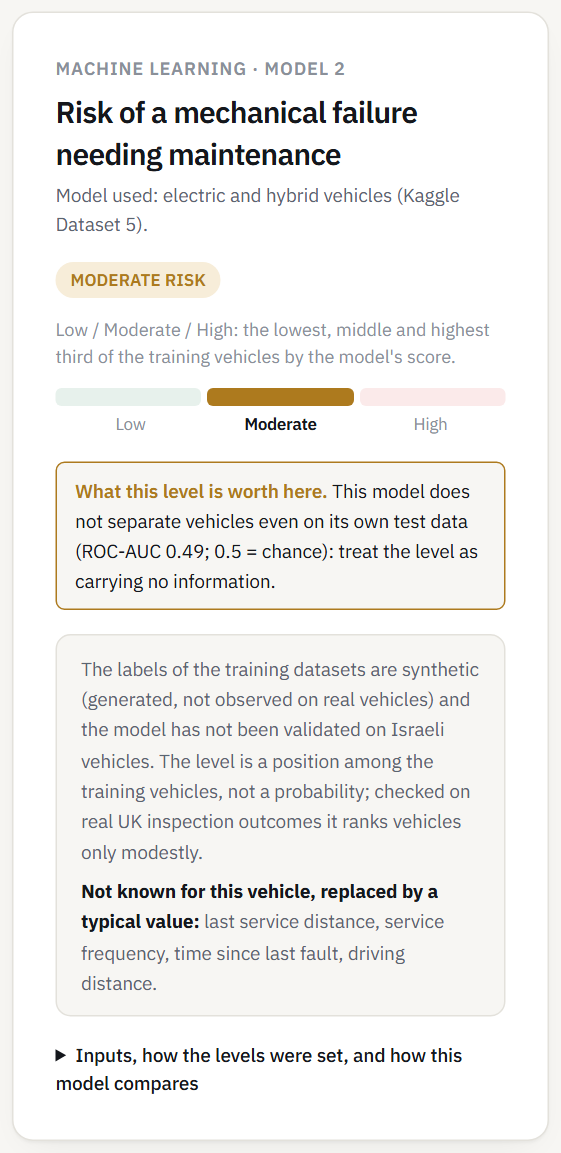 MACHINE LEARNING · MODEL 2
Risk of a mechanical failure
needing maintenance
Model used: electric and hybrid vehicles (Kaggle
Dataset 5).
MODERATE RISK
Low / Moderate / High: the lowest, middle and highest
third of the training vehicles by the model's score.
Low Moderate High
What this level is worth here. This model does
not separate vehicles even on its own test data
(ROC-AUC 0.49; 0.5 = chance): treat the level as
carrying no information.
The labels of the training datasets are synthetic
(generated, not observed on real vehicles) and
the model has not been validated on Israeli
vehicles. The level is a position among the
training vehicles, not a probability; checked on
real UK inspection outcomes it ranks vehicles
only modestly.
Not known for this vehicle, replaced by a
typical value: last service distance, service
frequency, time since last fault, driving
distance.
▶ Inputs, how the levels were set, and how this
model compares